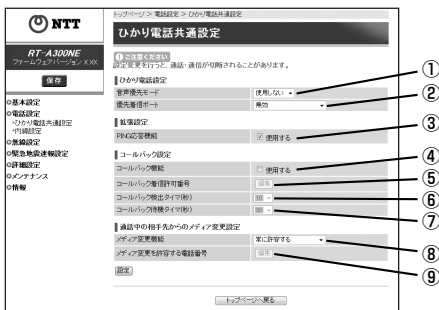 NTT
RT-A300NE
ファームウェアバージョン X.XX
保存
基本設定
電話設定
・ひかり電話共通設定
・内線設定
無線設定
緊急地震速報設定
詳細設定
メンテナンス
情報
トップページ > 電話設定 > ひかり電話共通設定
ひかり電話共通設定
ご注意ください
設定変更を行うと、通話・通信が切断されることがあります。
ひかり電話設定
音声優先モード 使用しない ①
優先着信ポート 無効 ②
拡張設定
PING応答機能 使用する ③
コールバック設定
コールバック機能 使用する ④
コールバック着信許可番号 編集 ⑤
コールバック検出タイマ(秒) 10 ⑥
コールバック待機タイマ(秒) ⑦
通話中の相手先からのメディア変更設定
メディア変更機能 常に許容する ⑧
メディア変更を許容する電話番号 編集 ⑨
設定
トップページへ戻る